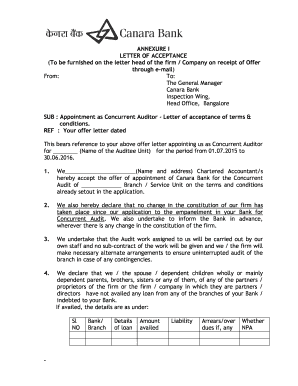 केनरा बैंक Canara Bank
ANNEXURE I
LETTER OF ACCEPTANCE
(To be furnished on the letter head of the firm / Company on receipt of Offer
through e-mail)
From: To:
The General Manager
Canara Bank
Inspection Wing,
Head Office, Bangalore
SUB : Appointment as Concurrent Auditor - Letter of acceptance of terms &
conditions.
REF : Your offer letter dated
This bears reference to your above offer letter appointing us as Concurrent Auditor
for ________ (Name of the Auditee Unit) for the period from 01.07.2015 to
30.06.2016.
1. We____________________(Name and address) Chartered Accountant/s
hereby accept the offer of appointment of Canara Bank for the Concurrent
Audit of __________ Branch / Service Unit on the terms and conditions
already setout in the application.
2. We also hereby declare that no change in the constitution of our firm has
taken place since our application to the empanelment in your Bank for
Concurrent Audit. We also undertake to inform the Bank in advance,
wherever there is any change in the constitution of the firm.
3. We undertake that the Audit work assigned to us will be carried out by our
own staff and no sub-contract of the work will be given and we / the firm will
make necessary alternate arrangements to ensure uninterrupted audit of the
branch in case of any contingencies.
4. We declare that we / the spouse / dependent children wholly or mainly
dependent parents, brothers, sisters or any of them, of any of the partners /
proprietors of the firm or the firm / company in which they are partners /
directors have not availed any loan from any of the branches of your Bank /
indebted to your Bank.
If availed, the details are as under:
Sl Bank/ Details Amount Liability Arrears/over Whether
NO Branch of loan availed dues if, any NPA